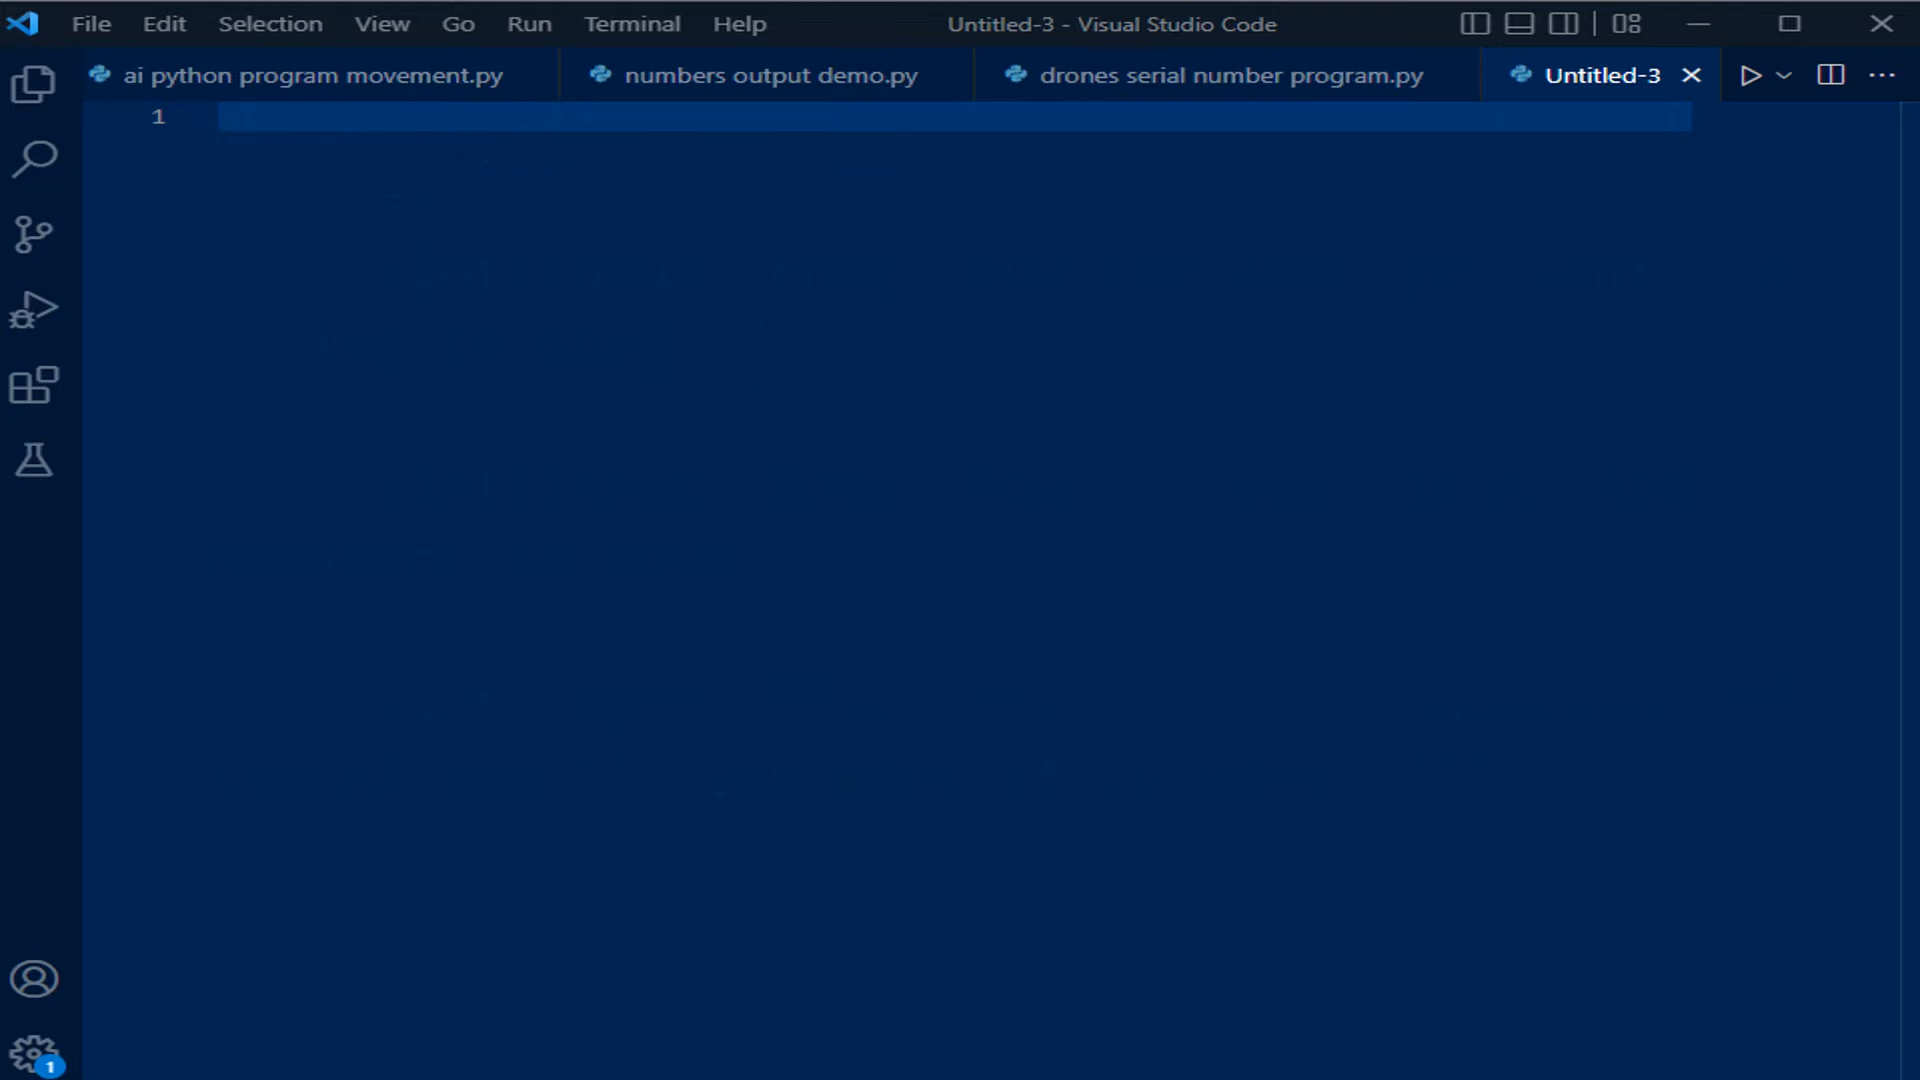 File Edit Selection View Go Run Terminal Help Untitled-3 - Visual Studio Code
ai python program movement.py numbers output demo.py drones serial number program.py Untitled-3
1
1